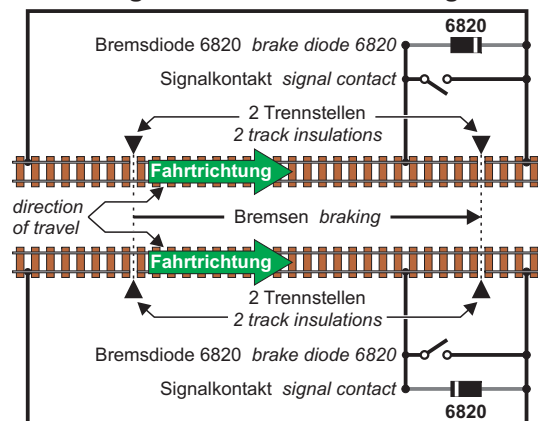 6820
Bremsdiode 6820 brake diode 6820
Signalkontakt signal contact
2 Trennstellen
2 track insulations
Fahrtrichtung
direction
of travel
Bremsen braking
Fahrtrichtung
2 Trennstellen
2 track insulations
Bremsdiode 6820 brake diode 6820
Signalkontakt signal contact
6820